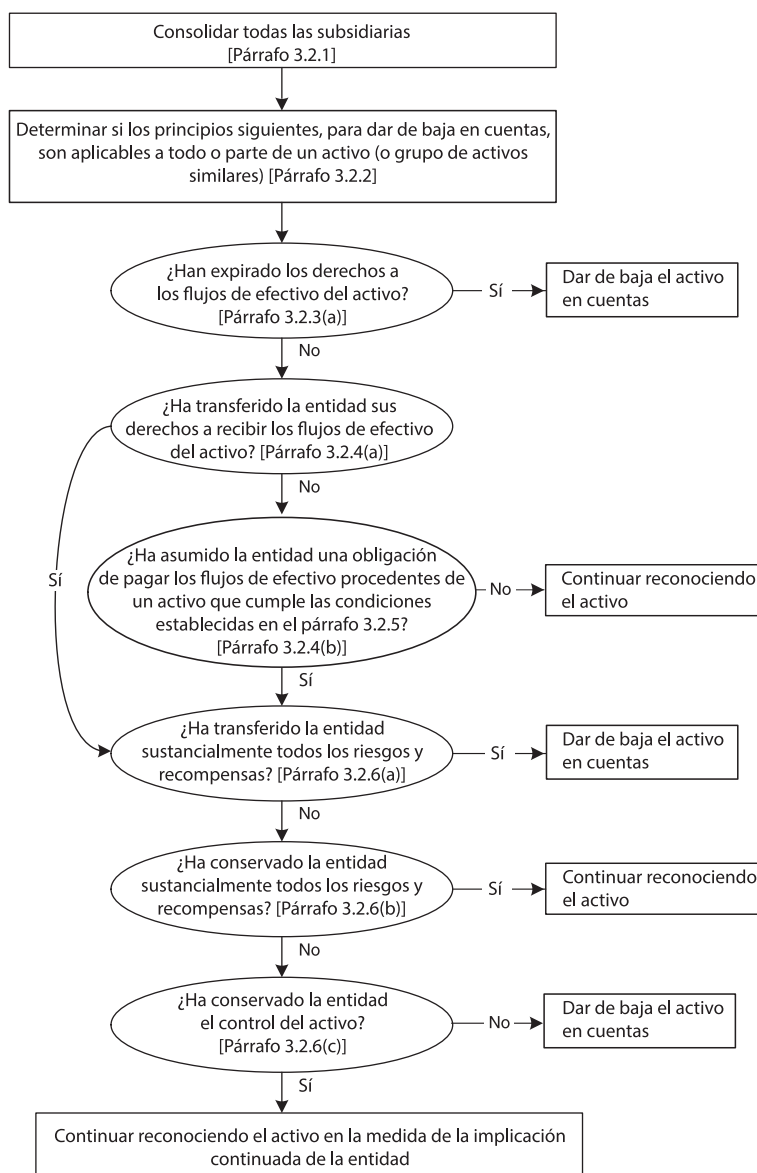 Consolidar todas las subsidiarias
[Párrafo 3.2.1]
Determinar si los principios siguientes, para dar de baja en cuentas,
son aplicables a todo o parte de un activo (o grupo de activos
similares) [Párrafo 3.2.2]
¿Han expirado los derechos a
los flujos de efectivo del activo?
[Párrafo 3.2.3(a)]
Sí
Dar de baja el activo
en cuentas
No
¿Ha transferido la entidad sus
derechos a recibir los flujos de efectivo
del activo? [Párrafo 3.2.4(a)]
No
Sí
¿Ha asumido la entidad una obligación
de pagar los flujos de efectivo procedentes de
un activo que cumple las condiciones
establecidas en el párrafo 3.2.5?
[Párrafo 3.2.4(b)]
No
Continuar reconociendo
el activo
Sí
¿Ha transferido la entidad
sustancialmente todos los riesgos y
recompensas? [Párrafo 3.2.6(a)]
Sí
Dar de baja el activo
en cuentas
No
¿Ha conservado la entidad
sustancialmente todos los riesgos y
recompensas? [Párrafo 3.2.6(b)]
Sí
Continuar reconociendo
el activo
No
¿Ha conservado la entidad
el control del activo?
[Párrafo 3.2.6(c)]
No
Dar de baja el activo
en cuentas
Sí
Continuar reconociendo el activo en la medida de la implicación
continuada de la entidad